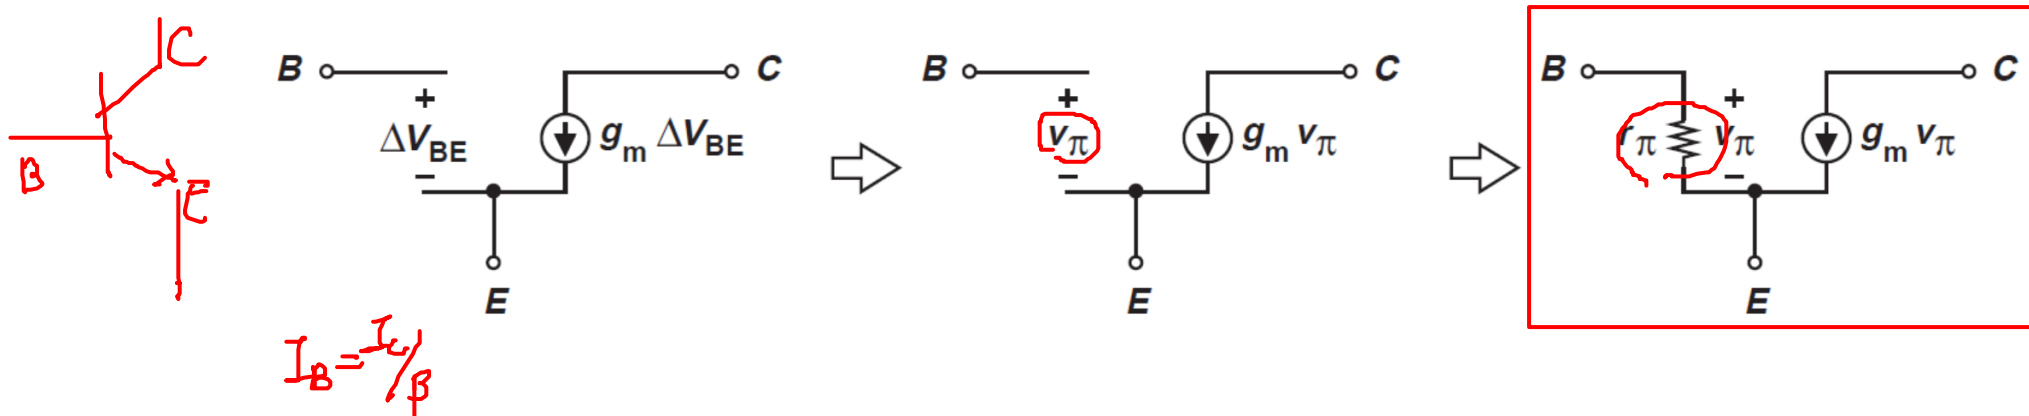 C
B
E
B
C
+
ΔV_BE
−
g_m ΔV_BE
E
B
C
+
v_π
−
g_m v_π
E
B
C
r_π
+
v_π
−
g_m v_π
E
I_B = I_C/β